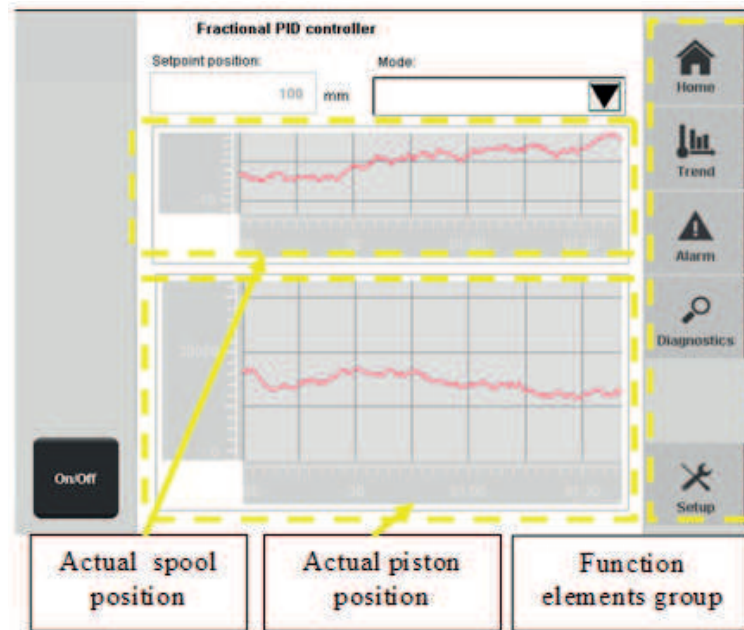 Fractional PID controller
Setpoint position:
Mode:
100 mm
Home
Trend
Alarm
Diagnostics
On/Off
Setup
Actual spool
position
Actual piston
position
Function
elements group